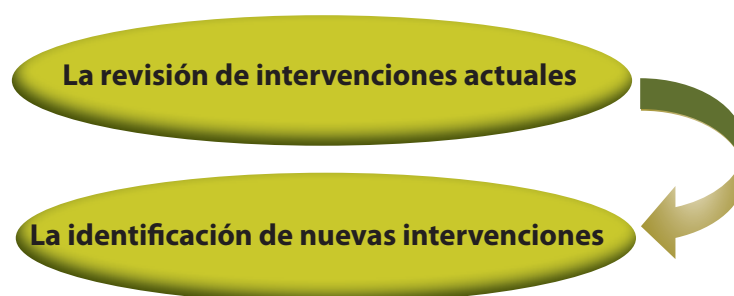 La revisión de intervenciones actuales
La identificación de nuevas intervenciones